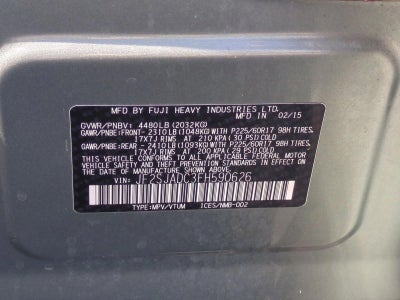 MFD. BY FUJI HEAVY INDUSTRIES LTD.
GVWR/PNBV: 4480LB (2032KG) MFD IN 02/15
GAWR/PNBE: FRONT- 2310LB (1048KG) WITH P225/60R17 98H TIRES,
17X7J RIMS AT 210 KPA (30 PSI) COLD
GAWR/PNBE: REAR - 2410LB (1093KG) WITH P225/60R17 98H TIRES,
17X7J RIMS AT 200 KPA (29 PSI) COLD
THIS VEHICLE CONFORMS TO ALL APPLICABLE FEDERAL MOTOR
VEHICLE SAFETY BUMPER AND THEFT PREVENTION STANDARDS IN EFFECT ON
THE DATE OF MANUFACTURE SHOWN ABOVE.
VIN: JF2SJADC3FH590626
TYPE:MPV/VTUM ICES/NMB-002